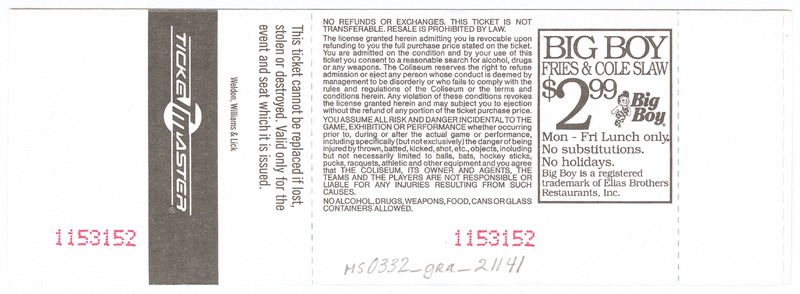 TICKETMASTER
®
1153152
Weldon, Williams & Lick
This ticket cannot be replaced if lost,
stolen or destroyed. Valid only for the
event and seat which it is issued.
NO REFUNDS OR EXCHANGES. THIS TICKET IS NOT
TRANSFERABLE. RESALE IS PROHIBITED BY LAW.
The license granted herein admitting you is revocable upon
refunding to you the full purchase price stated on the ticket.
You are admitted on the condition and by your use of this
ticket you consent to a reasonable search for alcohol, drugs
or any weapons. The Coliseum reserves the right to refuse
admission or eject any person whose conduct is deemed by
management to be disorderly or who fails to comply with the
rules and regulations of the Coliseum or the terms and
conditions herein. Any violation of these conditions revokes
the license granted herein and may subject you to ejection
without the refund of any portion of the ticket purchase price.
YOU ASSUME ALL RISK AND DANGER INCIDENTAL TO THE
GAME, EXHIBITION OR PERFORMANCE whether occurring
prior to, during or after the actual game or performance,
including specifically (but not exclusively) the danger of being
injured by thrown, batted, kicked, shot, etc., objects, including
but not necessarily limited to balls, bats, hockey sticks,
pucks, racquets, athletic and other equipment and you agree
that THE COLISEUM, ITS OWNER AND AGENTS, THE
TEAMS AND THE PLAYERS ARE NOT RESPONSIBLE OR
LIABLE FOR ANY INJURIES RESULTING FROM SUCH
CAUSES.
NO ALCOHOL, DRUGS, WEAPONS, FOOD, CANS OR GLASS
CONTAINERS ALLOWED.
1153152
MS0332_gra_21141
BIG BOY
FRIES & COLE SLAW
$2.99
Big
Boy
Mon - Fri Lunch only.
No substitutions.
No holidays.
Big Boy is a registered
trademark of Elias Brothers
Restaurants, Inc.